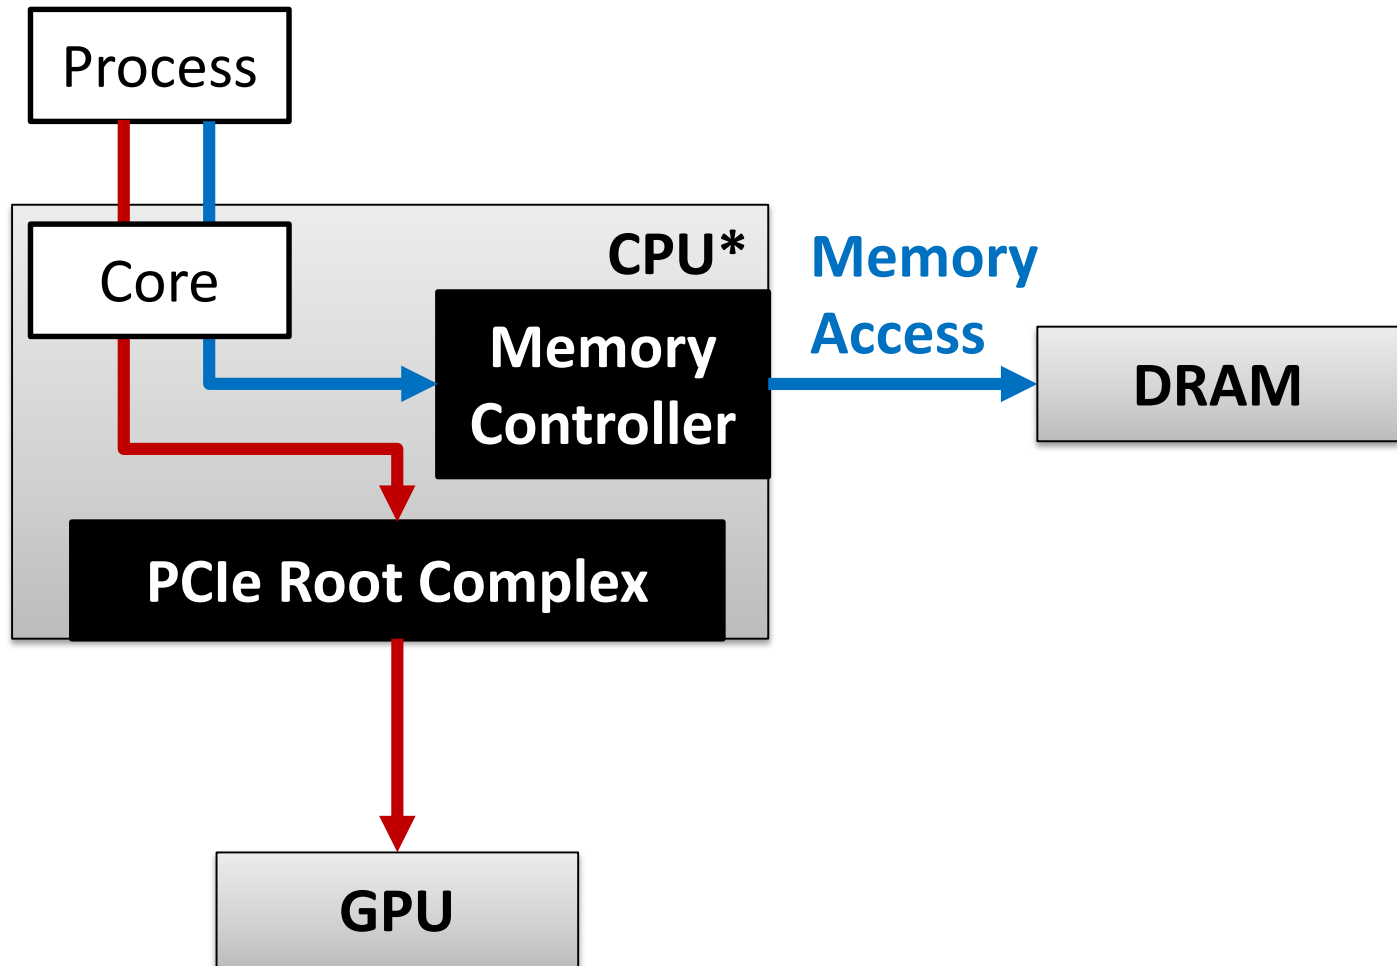 Process
CPU*
Core
Memory
Access
Memory
Controller
DRAM
PCIe Root Complex
GPU